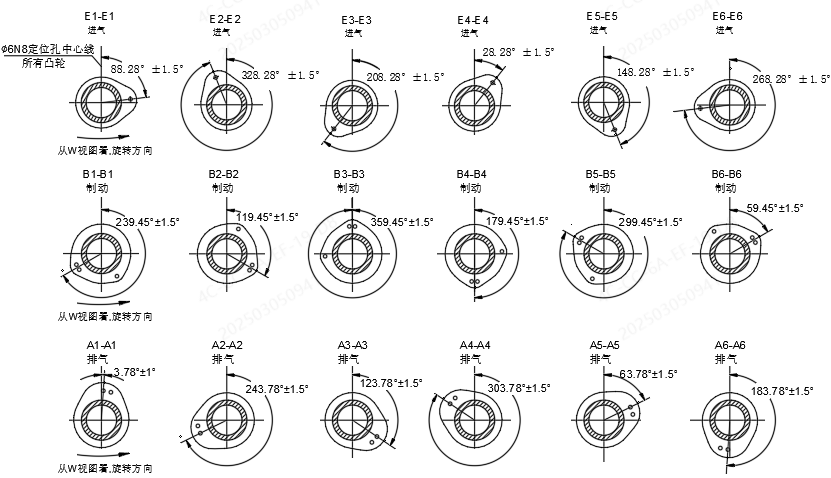 E1-E1
进气
E2-E2
进气
E3-E3
进气
E4-E4
进气
E5-E5
进气
E6-E6
进气
ϕ6N8定位孔中心线
所有凸轮
88.28° ±1.5°
328.28° ±1.5°
208.28° ±1.5°
28.28° ±1.5°
148.28° ±1.5°
268.28° ±1.5°
从W视图看,旋转方向
B1-B1
制动
B2-B2
制动
B3-B3
制动
B4-B4
制动
B5-B5
制动
B6-B6
制动
239.45°±1.5°
119.45°±1.5°
359.45°±1.5°
179.45°±1.5°
299.45°±1.5°
59.45°±1.5°
从W视图看,旋转方向
A1-A1
排气
A2-A2
排气
A3-A3
排气
A4-A4
排气
A5-A5
排气
A6-A6
排气
3.78°±1°
243.78°±1.5°
123.78°±1.5°
303.78°±1.5°
63.78°±1.5°
183.78°±1.5°
从W视图看,旋转方向